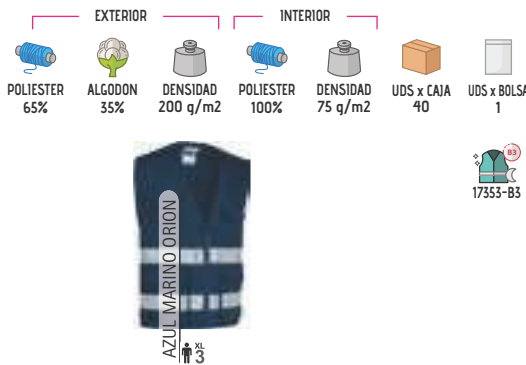 EXTERIOR
INTERIOR
POLIESTER
65%
ALGODON
35%
DENSIDAD
200 g/m2
POLIESTER
100%
DENSIDAD
75 g/m2
UDS x CAJA
40
UDS x BOLSA
1
B3
17353-B3
AZUL MARINO ORION
XL
3